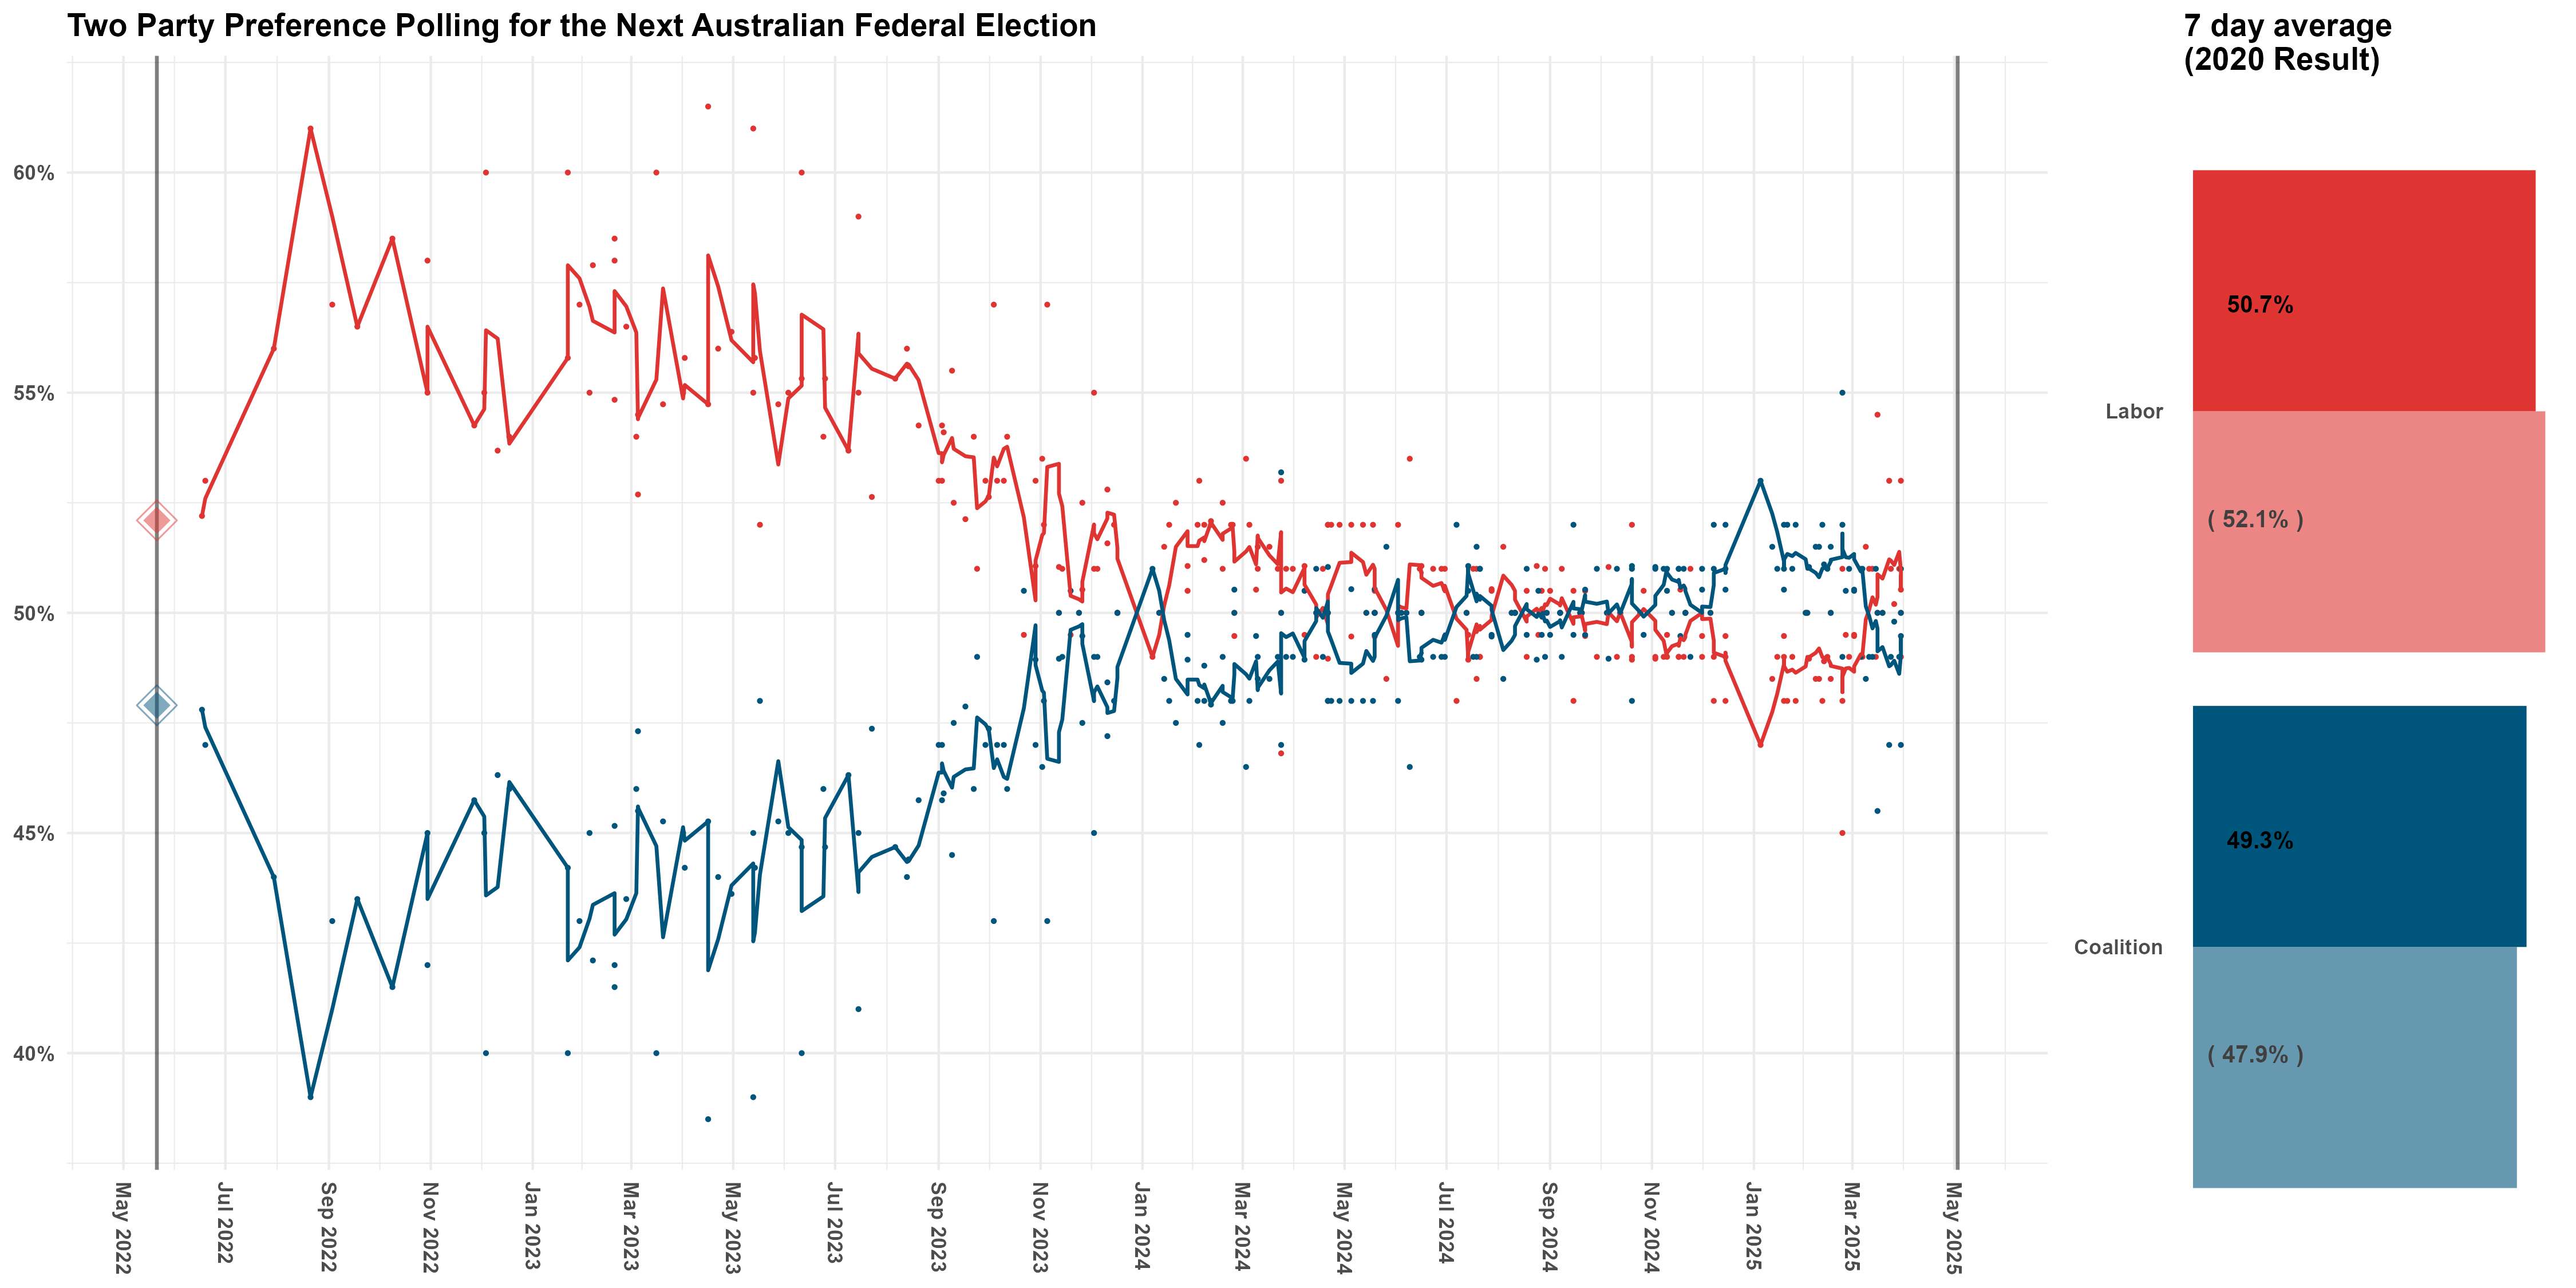 Two Party Preference Polling for the Next Australian Federal Election
7 day average
(2020 Result)
60%
55%
50%
45%
40%
May 2022
Jul 2022
Sep 2022
Nov 2022
Jan 2023
Mar 2023
May 2023
Jul 2023
Sep 2023
Nov 2023
Jan 2024
Mar 2024
May 2024
Jul 2024
Sep 2024
Nov 2024
Jan 2025
Mar 2025
May 2025
Labor
50.7%
( 52.1% )
Coalition
49.3%
( 47.9% )